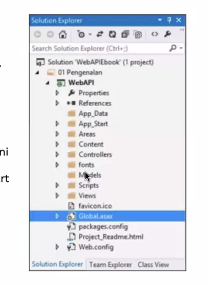 Solution Explorer
Search Solution Explorer (Ctrl+;)
Solution 'WebAPIEbook' (1 project)
01 Pengenalan
WebAPI
Properties
References
App_Data
App_Start
Areas
Content
Controllers
fonts
ni
Models
rt
Scripts
Views
favicon.ico
Global.asax
packages.config
Project_Readme.html
Web.config
Solution Explorer Team Explorer Class View